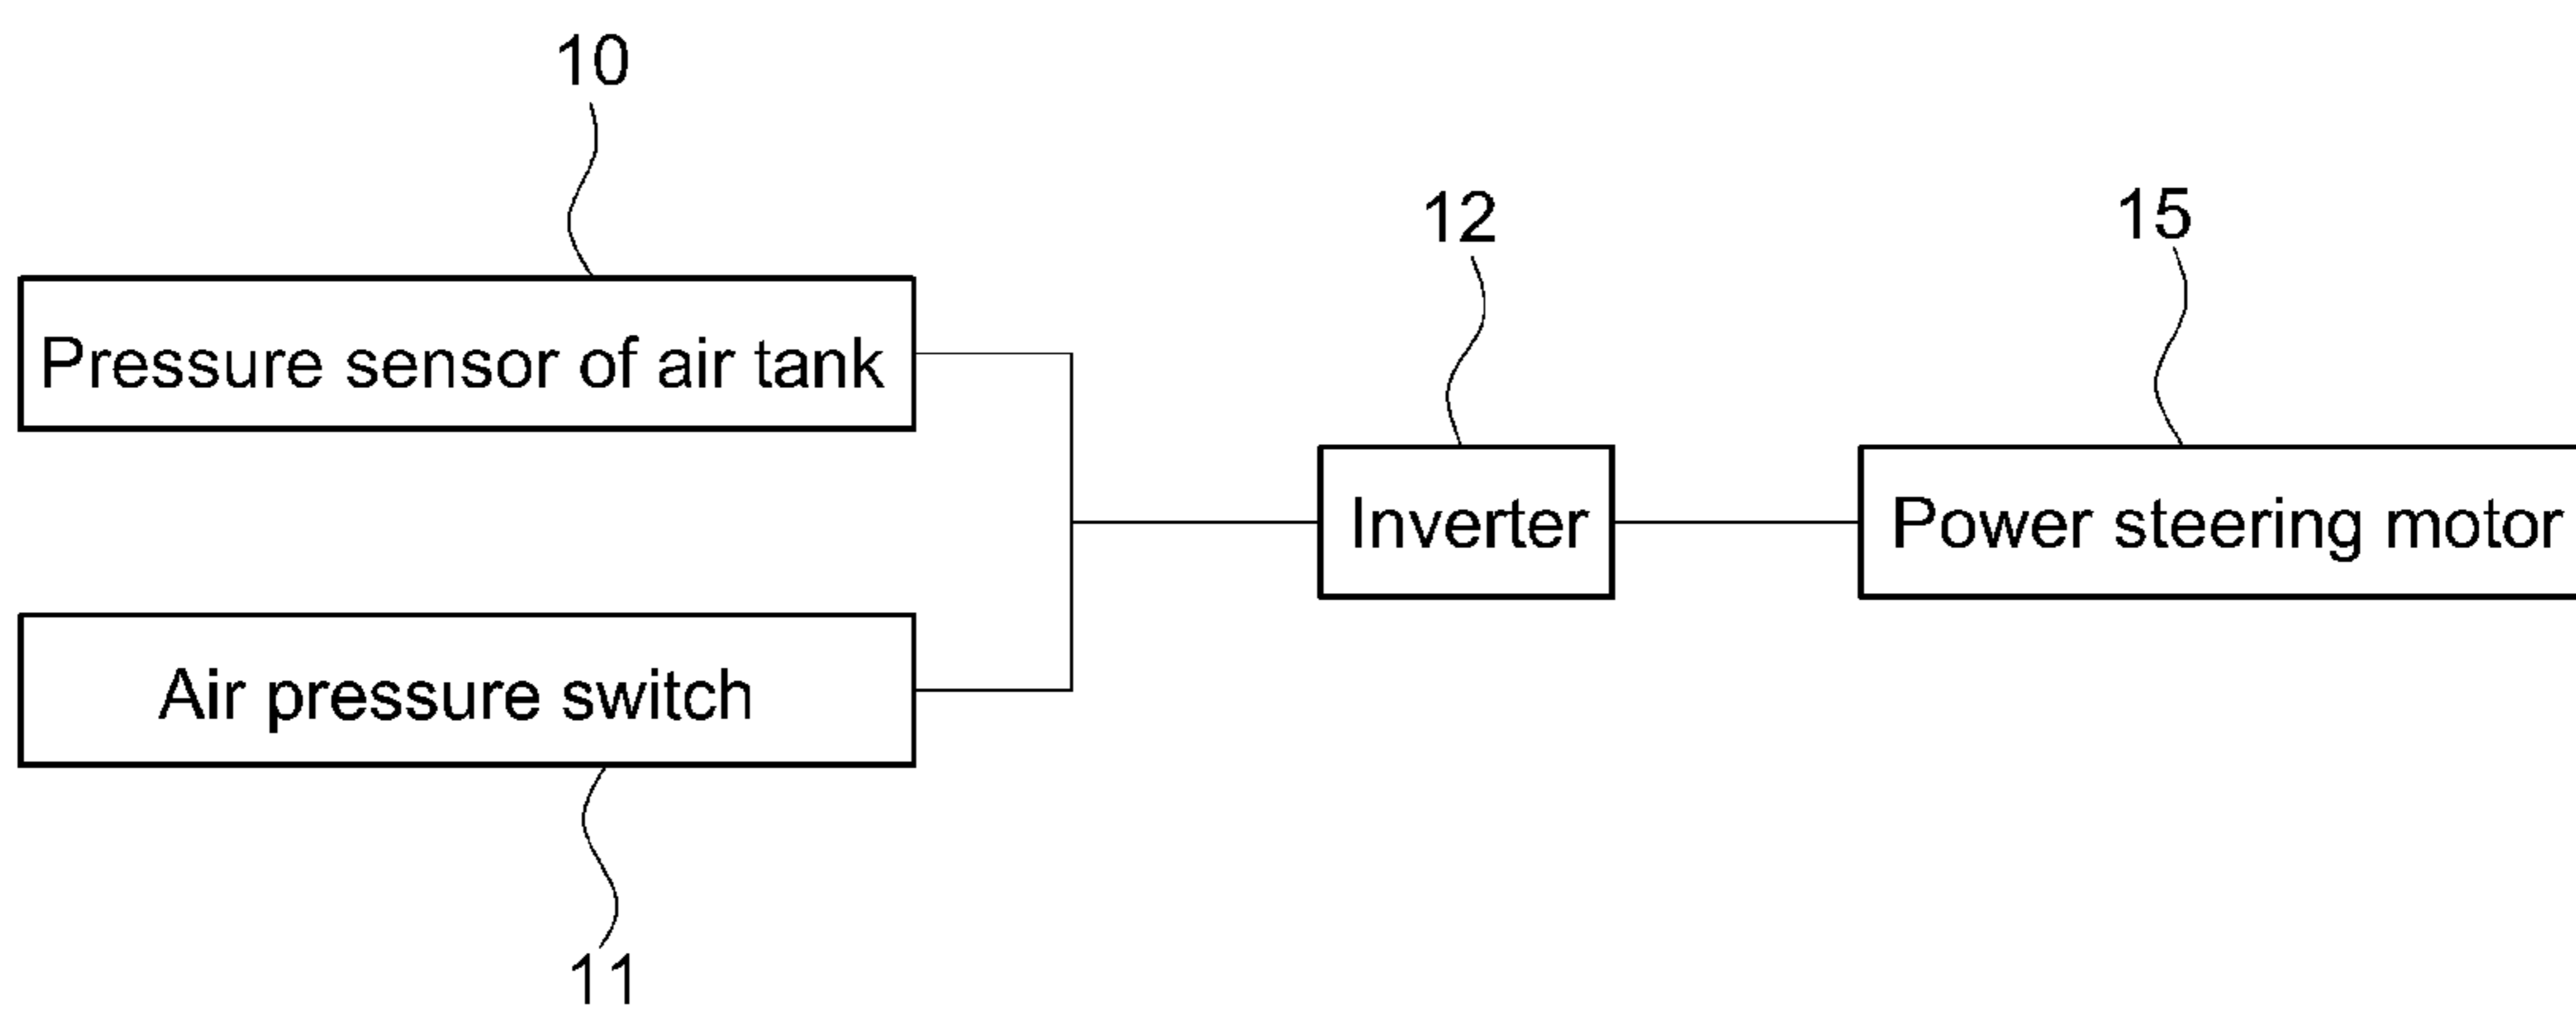 10
12
15
Pressure sensor of air tank
Inverter
Power steering motor
Air pressure switch
11